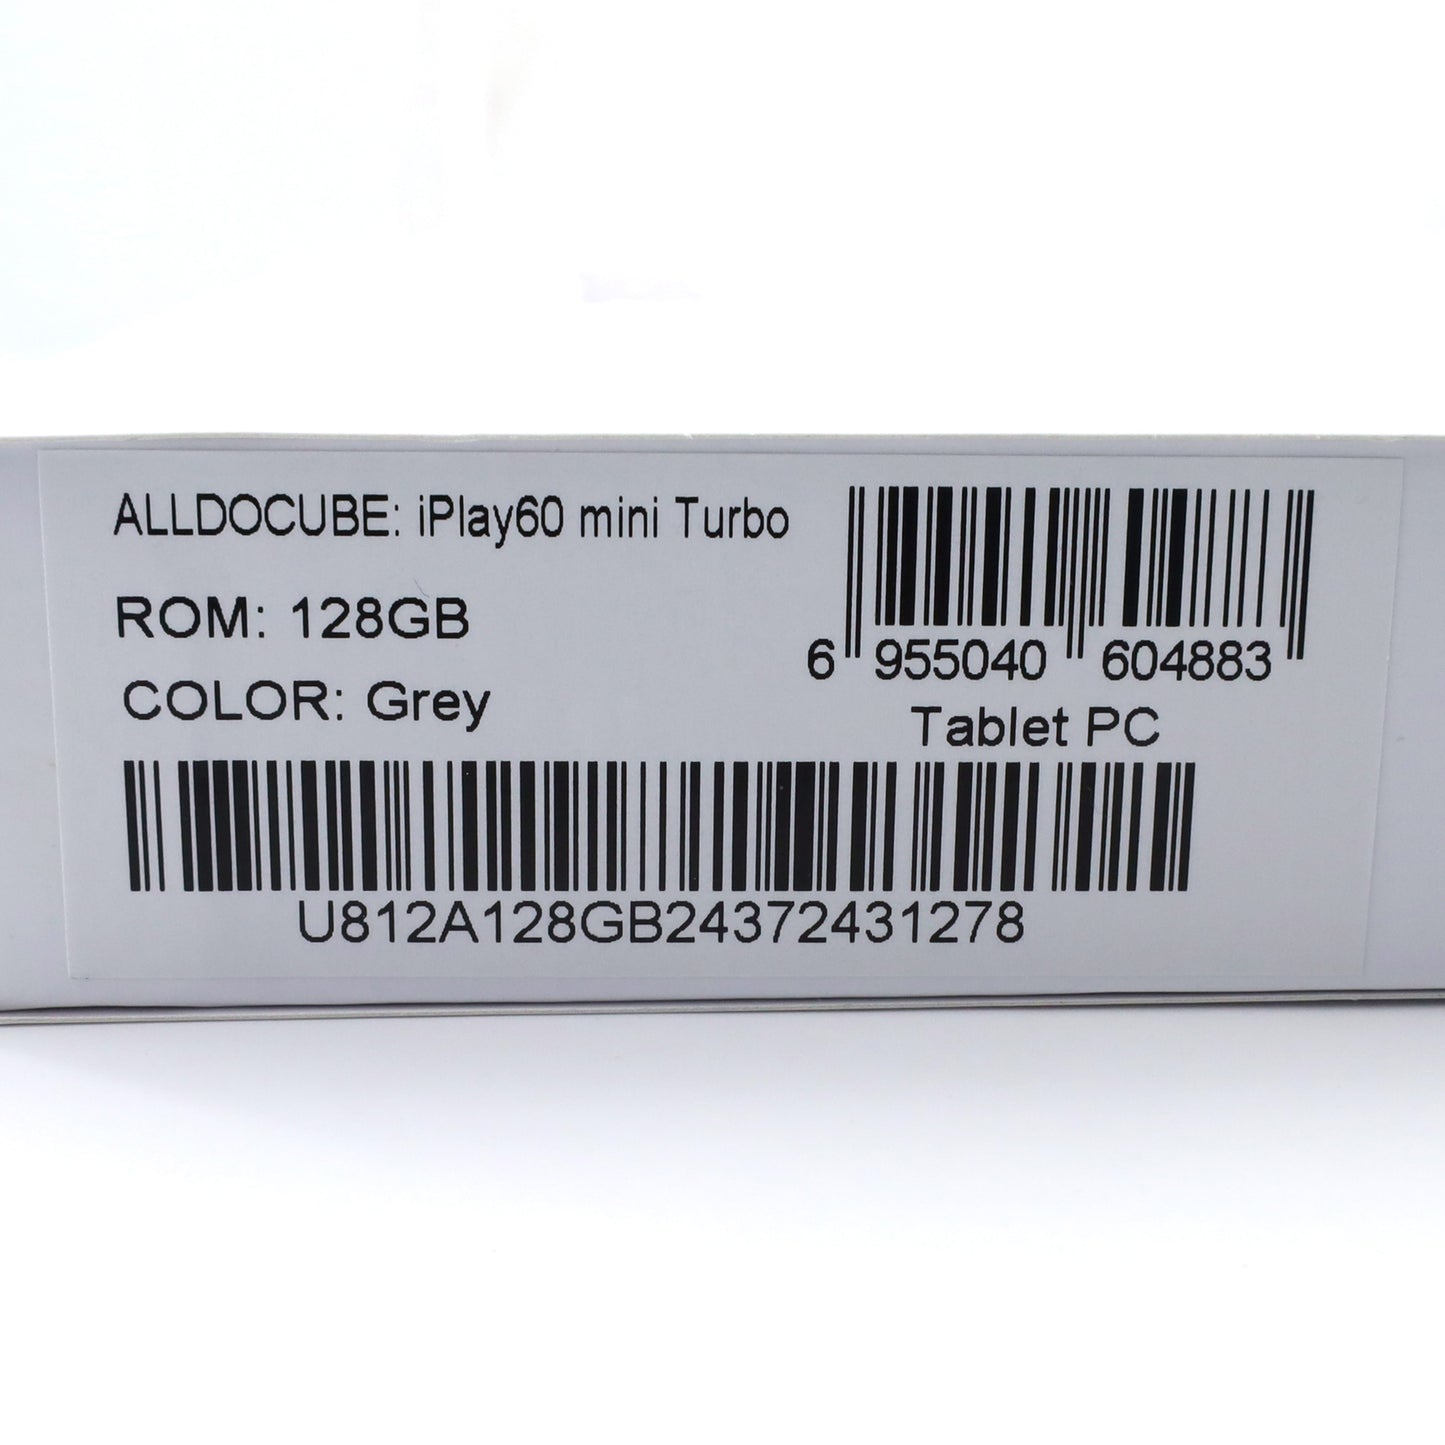 ALLDOCUBE: iPlay60 mini Turbo
ROM: 128GB
COLOR: Grey
6 955040 604883
Tablet PC
U812A128GB24372431278